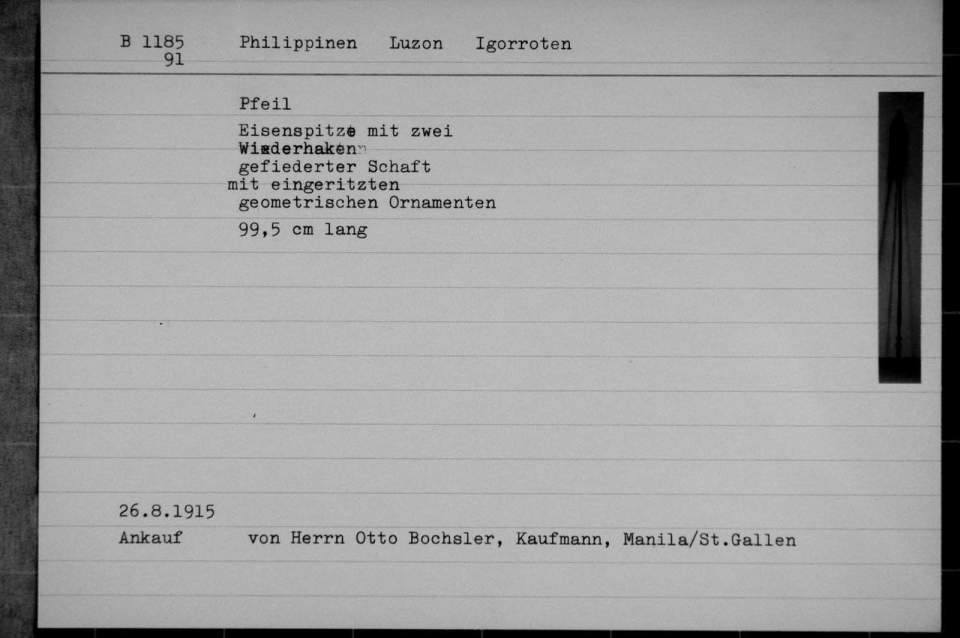 B 1185 Philippinen Luzon Igorroten
91
Pfeil
Eisenspitze mit zwei
Wiederhaken
gefiederter Schaft
mit eingeritzten
geometrischen Ornamenten
99,5 cm lang
26.8.1915
Ankauf von Herrn Otto Bochsler, Kaufmann, Manila/St.Gallen